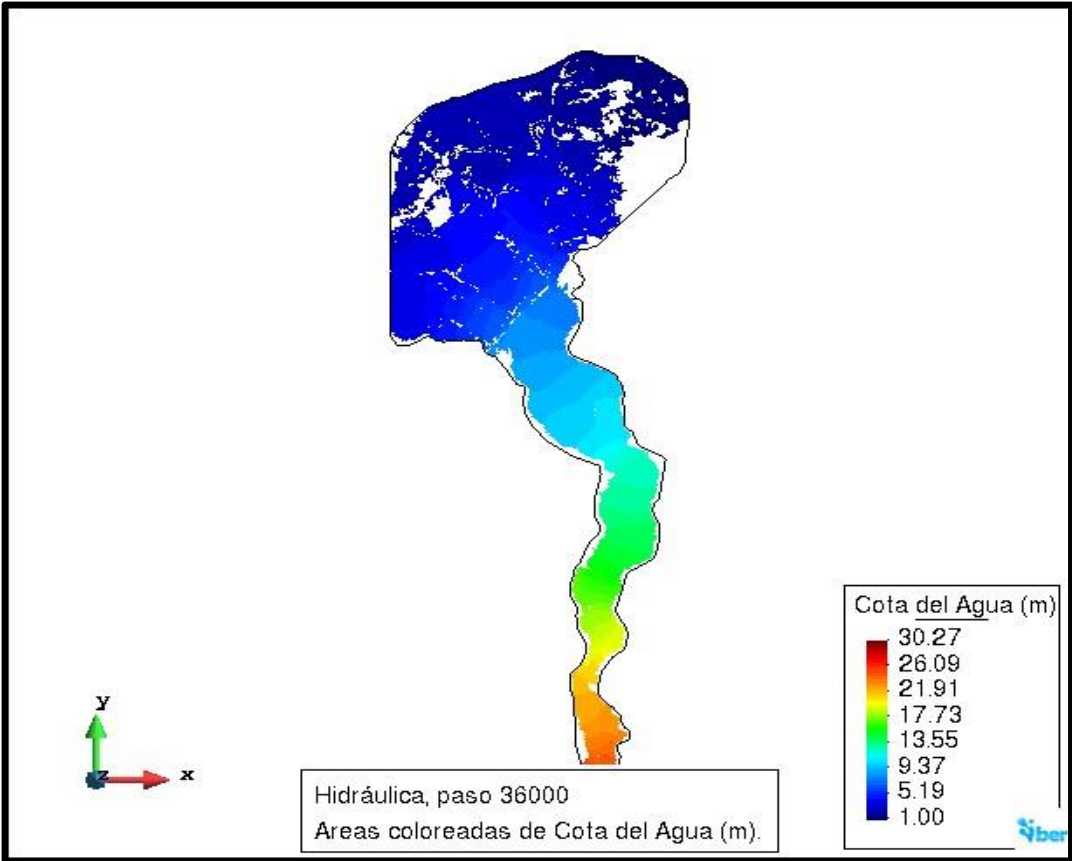 Cota del Agua (m)
30.27
26.09
21.91
17.73
13.55
9.37
5.19
1.00
y
z
x
Hidráulica, paso 36000
Areas coloreadas de Cota del Agua (m).
iber